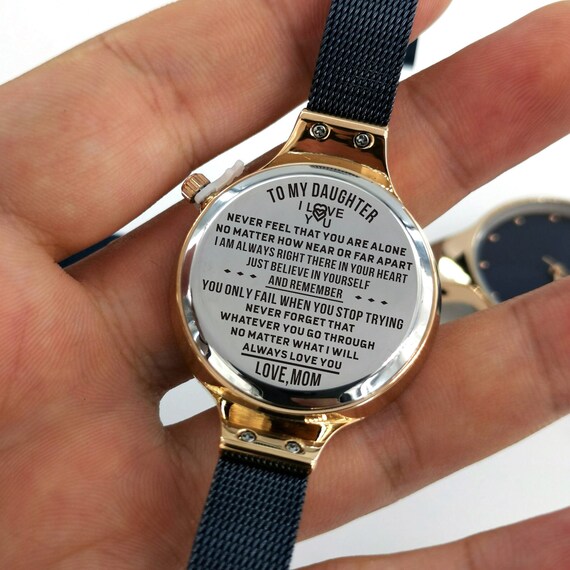 TO MY DAUGHTER
I LOVE
YOU
NEVER FEEL THAT YOU ARE ALONE
NO MATTER HOW NEAR OR FAR APART
I AM ALWAYS RIGHT THERE IN YOUR HEART
JUST BELIEVE IN YOURSELF
AND REMEMBER
YOU ONLY FAIL WHEN YOU STOP TRYING
NEVER FORGET THAT
WHATEVER YOU GO THROUGH
NO MATTER WHAT I WILL
ALWAYS LOVE YOU
LOVE,MOM